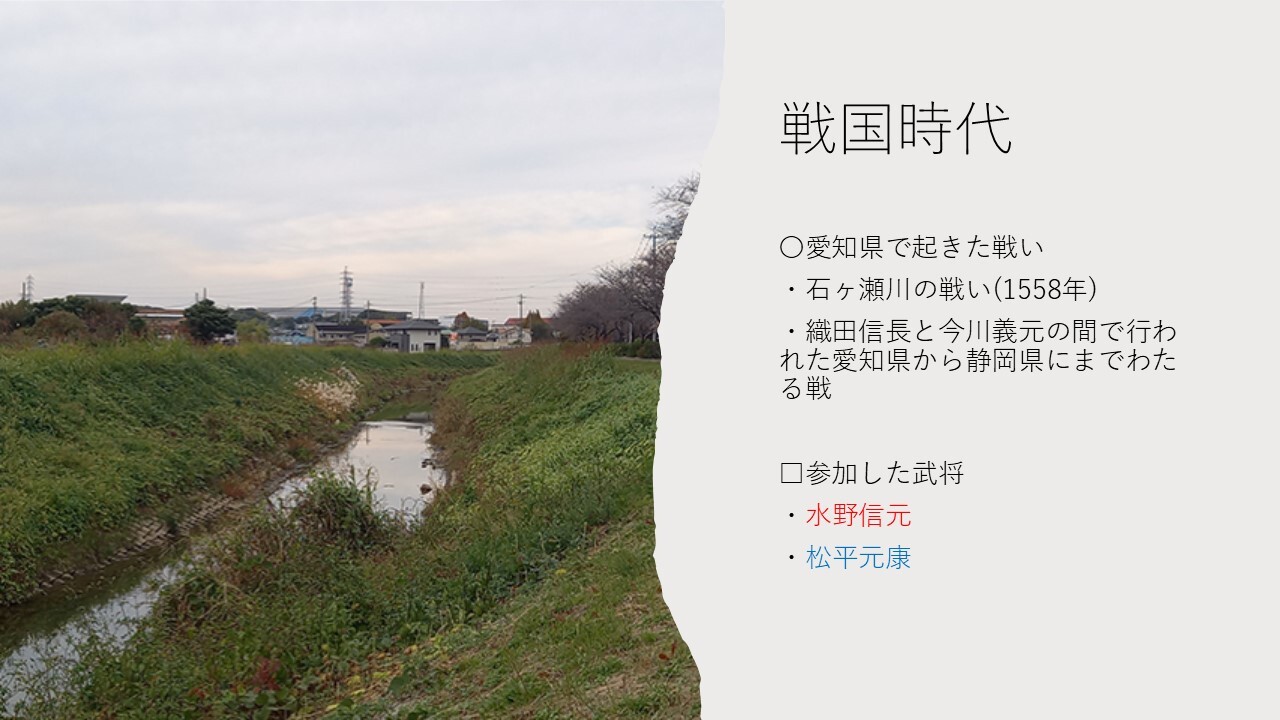 戦国時代
〇愛知県で起きた戦い
・石ヶ瀬川の戦い(1558年)
・織田信長と今川義元の間で行わ
れた愛知県から静岡県にまでわた
る戦
□参加した武将
・水野信元
・松平元康